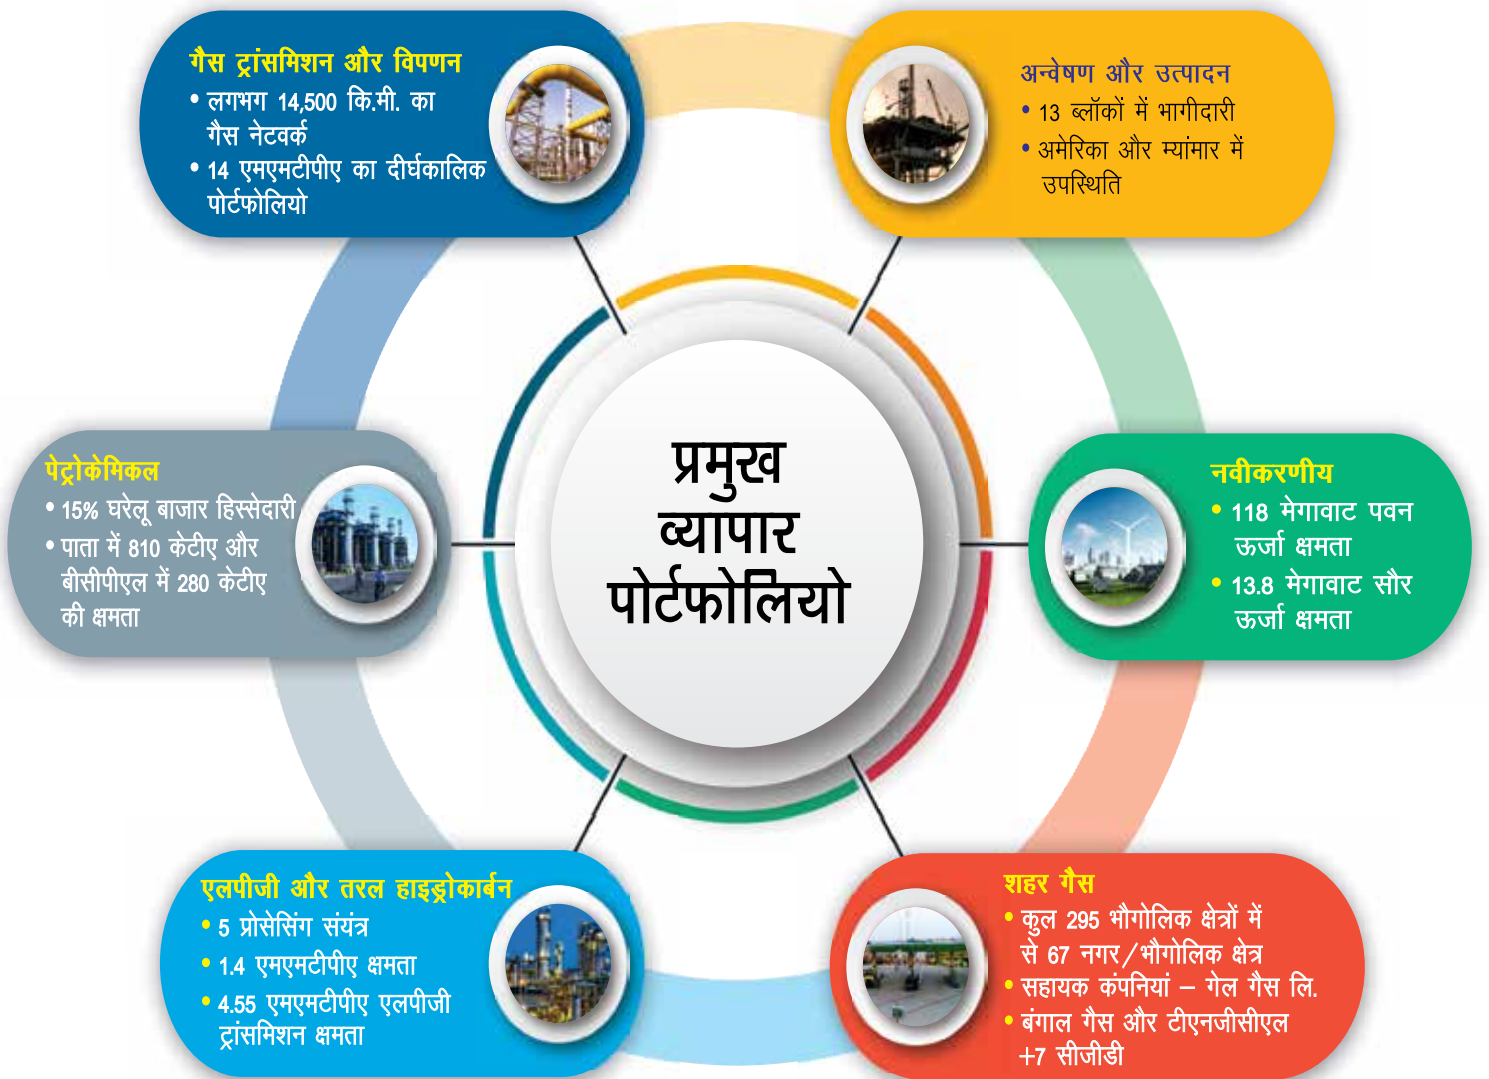 गैस ट्रांसमिशन और विपणन
• लगभग 14,500 कि.मी. का
गैस नेटवर्क
• 14 एमएमटीपीए का दीर्घकालिक
पोर्टफोलियो
अन्वेषण और उत्पादन
• 13 ब्लॉकों में भागीदारी
• अमेरिका और म्यांमार में
उपस्थिति
पेट्रोकेमिकल
• 15% घरेलू बाजार हिस्सेदारी
• पाता में 810 केटीए और
बीसीपीएल में 280 केटीए
की क्षमता
प्रमुख
व्यापार
पोर्टफोलियो
नवीकरणीय
• 118 मेगावाट पवन
ऊर्जा क्षमता
• 13.8 मेगावाट सौर
ऊर्जा क्षमता
एलपीजी और तरल हाइड्रोकार्बन
• 5 प्रोसेसिंग संयंत्र
• 1.4 एमएमटीपीए क्षमता
• 4.55 एमएमटीपीए एलपीजी
ट्रांसमिशन क्षमता
शहर गैस
• कुल 295 भौगोलिक क्षेत्रों में
से 67 नगर/भौगोलिक क्षेत्र
• सहायक कंपनियां – गेल गैस लि.
• बंगाल गैस और टीएनजीसीएल
+7 सीजीडी